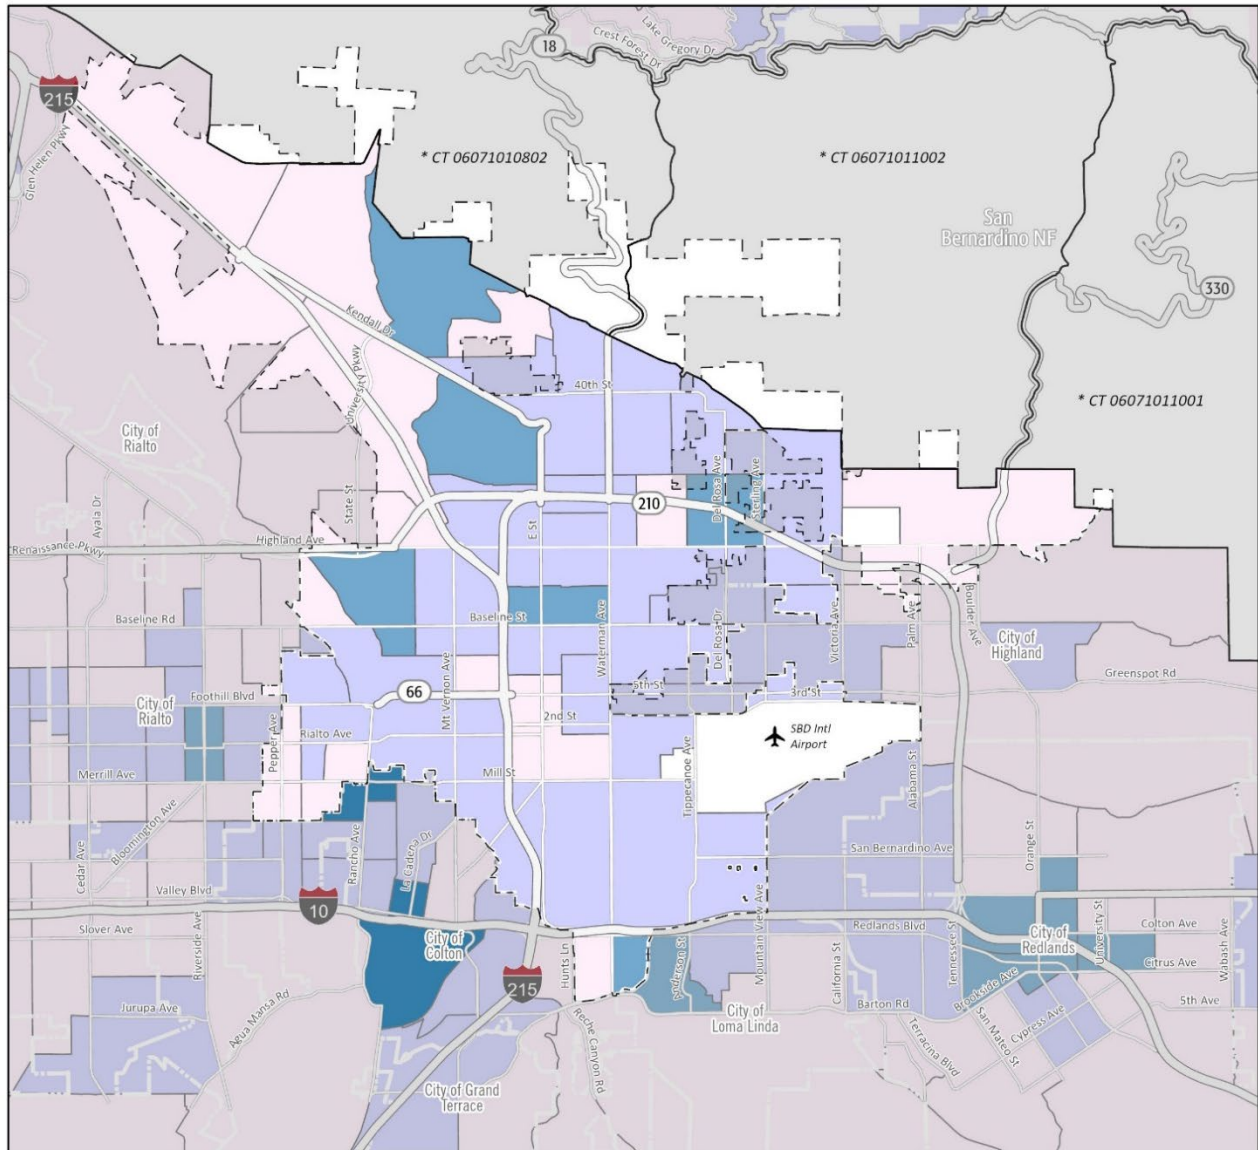 Lake Gregory Dr
Crest Forest Dr
18
215
Glen Helen Pkwy
* CT 06071010802
* CT 06071011002
San
Bernardino NF
330
Kendall Dr
University Pkwy
40th St
* CT 06071011001
City of
Rialto
Ayala Dr
State St
Del Rosa Ave
Sterling Ave
210
E St
Highland Ave
Renaissance Pkwy
Baseline Rd
Baseline St
Waterman Ave
Del Rosa Dr
Victoria Ave
Palm Ave
Boulder Ave
City of
Highland
Greenspot Rd
City of
Rialto
Foothill Blvd
66
Mt Vernon Ave
5th St
3rd St
2nd St
Pepper Ave
Rialto Ave
SBD Intl
Airport
Merrill Ave
Mill St
Tippecanoe Ave
Alabama St
Bloomington Ave
Cedar Ave
Rancho Ave
La Cadena Dr
San Bernardino Ave
Orange St
Valley Blvd
10
Slover Ave
Riverside Ave
City of
Colton
Hunts Ln
Anderson St
Mountain View Ave
Redlands Blvd
California St
Tennessee St
City of
Redlands
University St
Colton Ave
Citrus Ave
Wabash Ave
215
Jurupa Ave
Agua Mansa Rd
Reche Canyon Rd
City of
Loma Linda
Barton Rd
Brookside Ave
5th Ave
Terracina Blvd
San Mateo St
Cypress Ave
City of Grand
Terrace